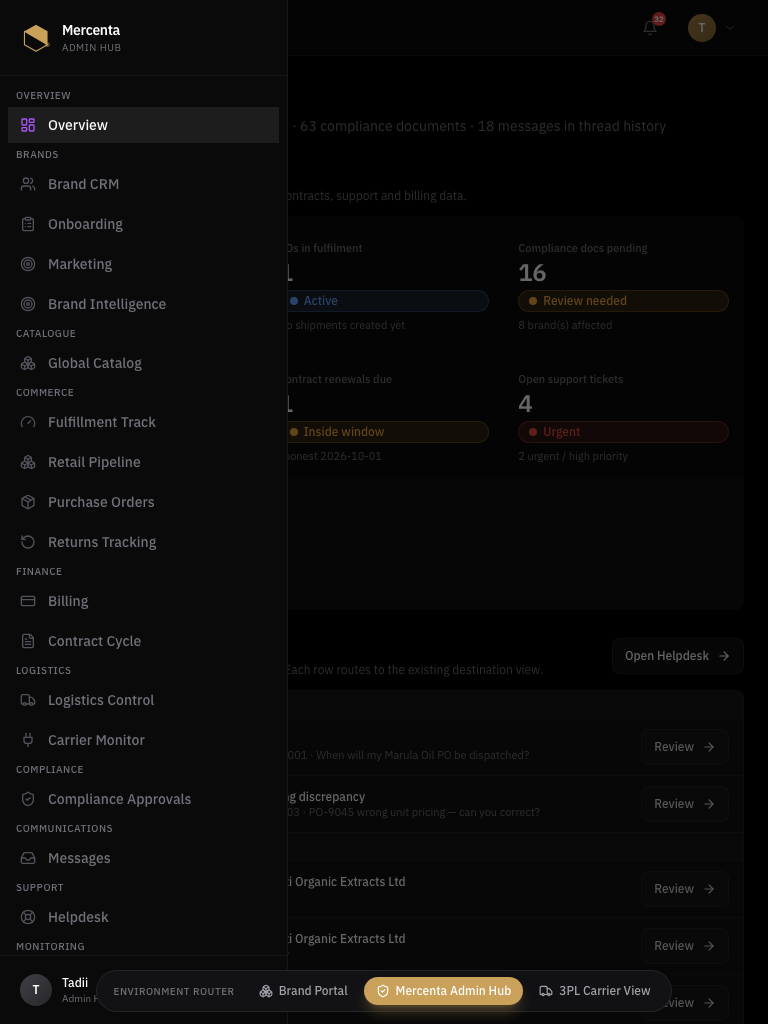 Mercenta
ADMIN HUB
32
T
OVERVIEW
Overview
BRANDS
Brand CRM
Onboarding
Marketing
Brand Intelligence
CATALOGUE
Global Catalog
COMMERCE
Fulfillment Track
Retail Pipeline
Purchase Orders
Returns Tracking
FINANCE
Billing
Contract Cycle
LOGISTICS
Logistics Control
Carrier Monitor
COMPLIANCE
Compliance Approvals
COMMUNICATIONS
Messages
SUPPORT
Helpdesk
MONITORING
T
Tadii
Admin
· 63 compliance documents · 18 messages in thread history
ontracts, support and billing data.
Os in fulfilment
1
Active
o shipments created yet
Compliance docs pending
16
Review needed
8 brand(s) affected
ontract renewals due
1
Inside window
oonest 2026-10-01
Open support tickets
4
Urgent
2 urgent / high priority
Each row routes to the existing destination view.
Open Helpdesk
001 · When will my Marula Oil PO be dispatched?
Review
g discrepancy
03 · PO-9045 wrong unit pricing — can you correct?
Review
ti Organic Extracts Ltd
Review
ti Organic Extracts Ltd
Review
view
ENVIRONMENT ROUTER
Brand Portal
Mercenta Admin Hub
3PL Carrier View